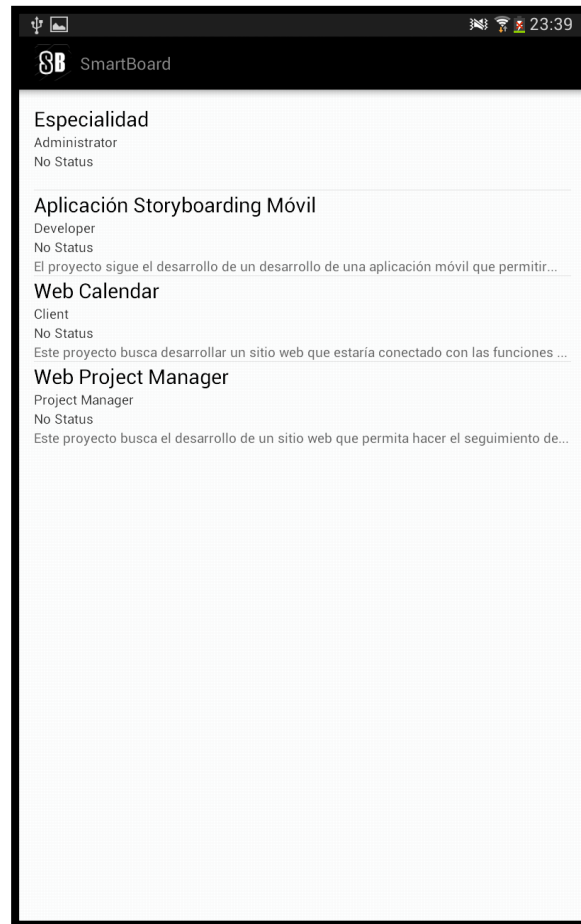 23:39
SB SmartBoard
Especialidad
Administrator
No Status
Aplicación Storyboarding Móvil
Developer
No Status
El proyecto sigue el desarrollo de un desarrollo de una aplicación móvil que permitir...
Web Calendar
Client
No Status
Este proyecto busca desarrollar un sitio web que estaría conectado con las funciones ...
Web Project Manager
Project Manager
No Status
Este proyecto busca el desarrollo de un sitio web que permita hacer el seguimiento de...